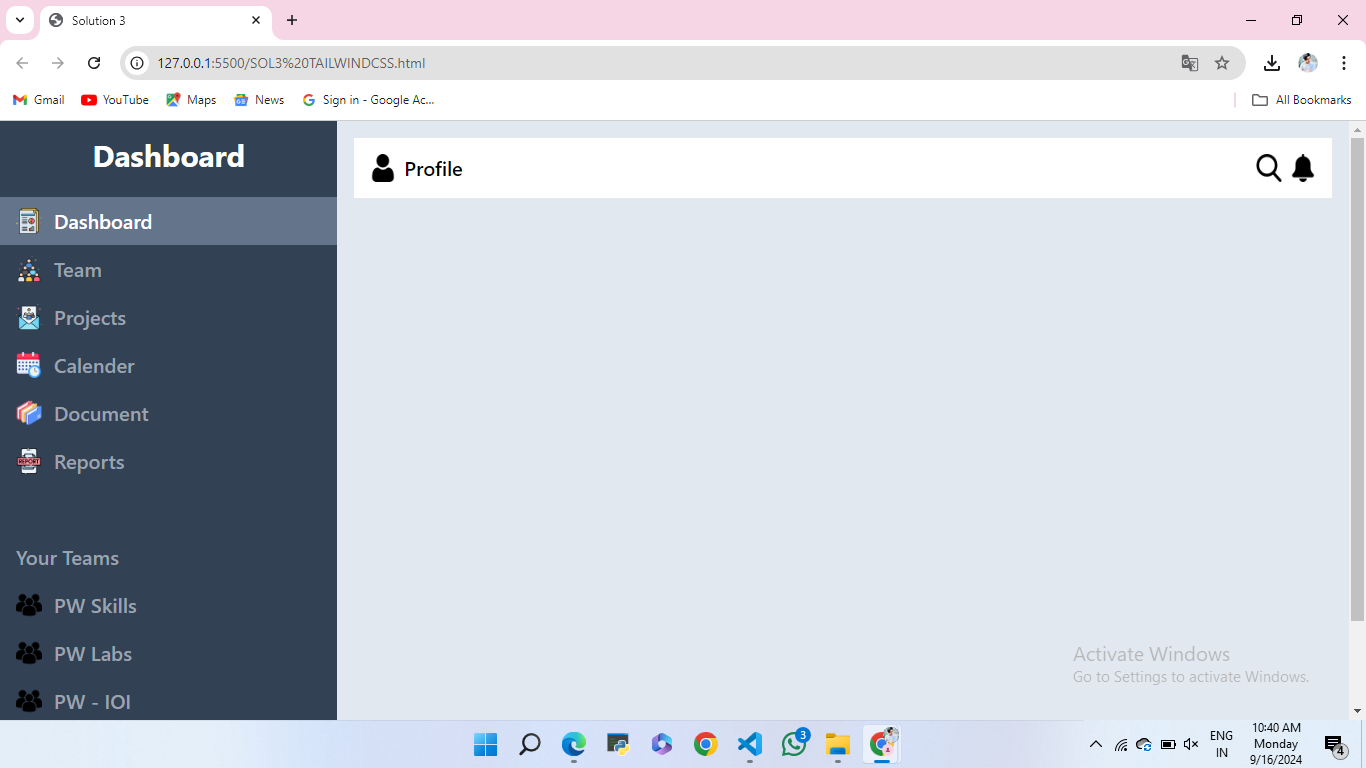 Solution 3
127.0.0.1:5500/SOL3%20TAILWINDCSS.html
Gmail
YouTube
Maps
News
Sign in - Google Ac...
All Bookmarks
Dashboard
Profile
Dashboard
Team
Projects
Calender
Document
REPORT
Reports
Your Teams
PW Skills
PW Labs
PW - IOI
Activate Windows
Go to Settings to activate Windows.
3
ENG
IN
10:40 AM
Monday
9/16/2024
4